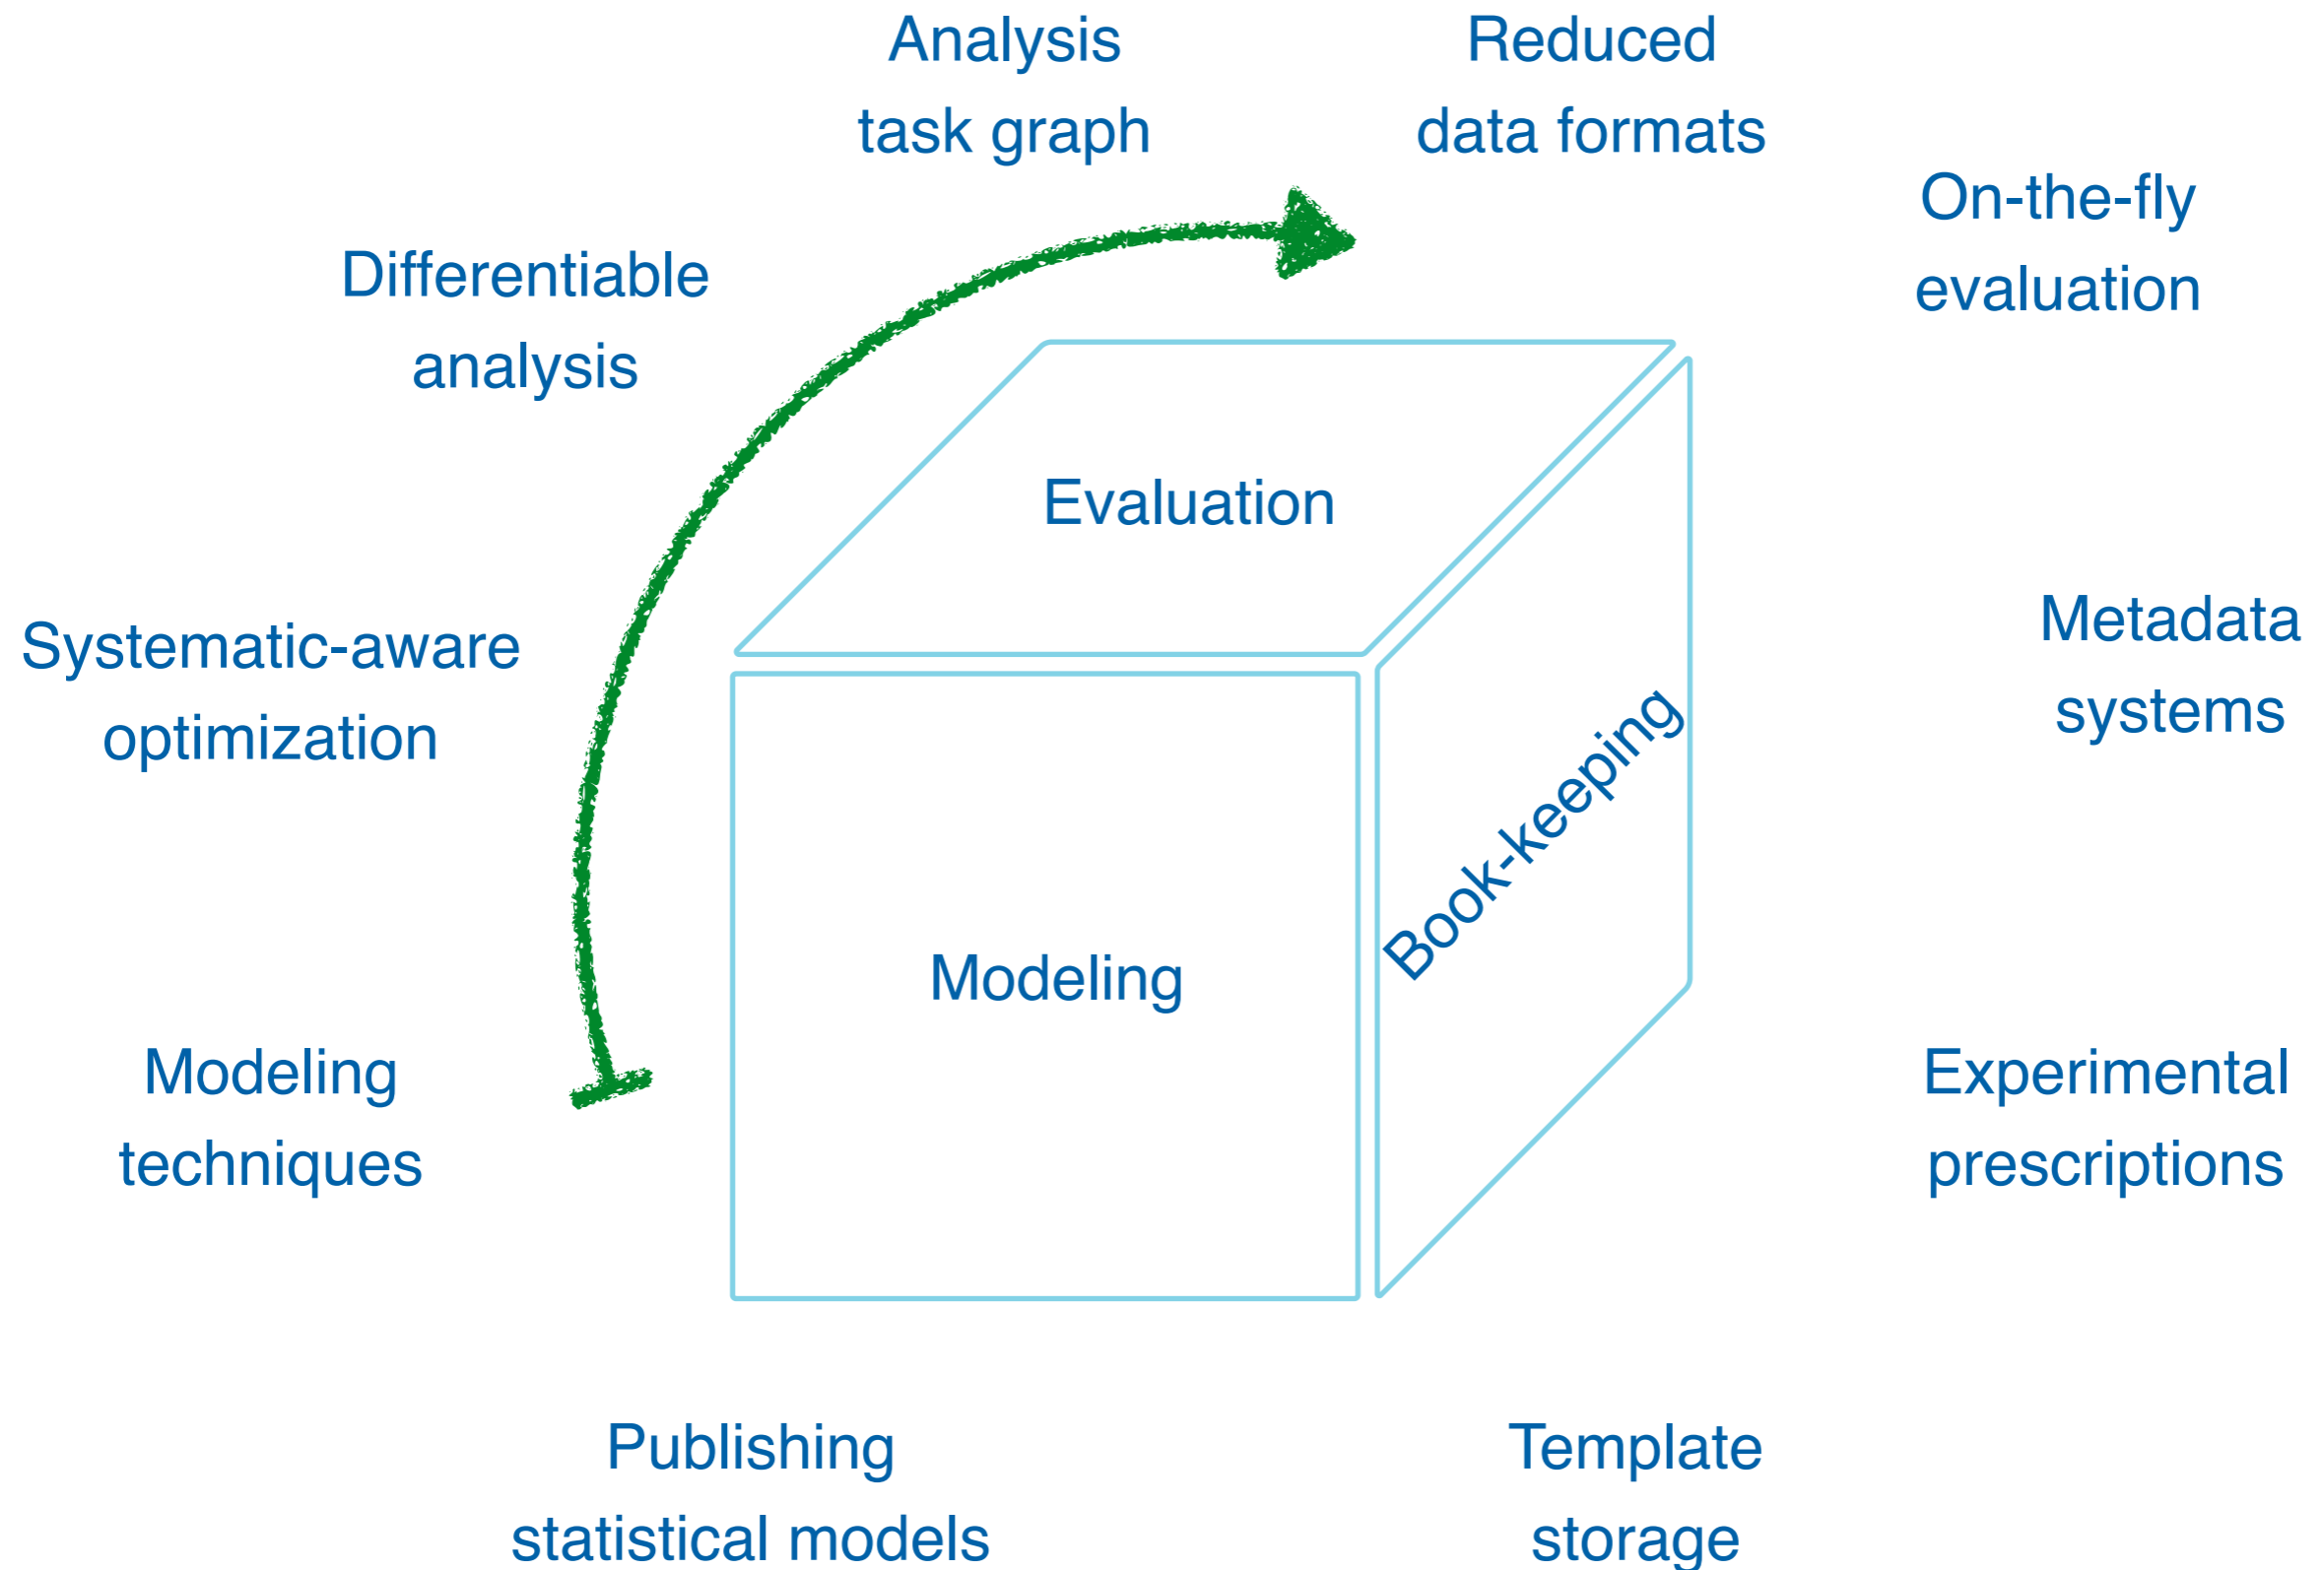 Analysis
task graph
Reduced
data formats
On-the-fly
evaluation
Differentiable
analysis
Evaluation
Systematic-aware
optimization
Metadata
systems
Book-keeping
Modeling
Modeling
techniques
Experimental
prescriptions
Publishing
statistical models
Template
storage